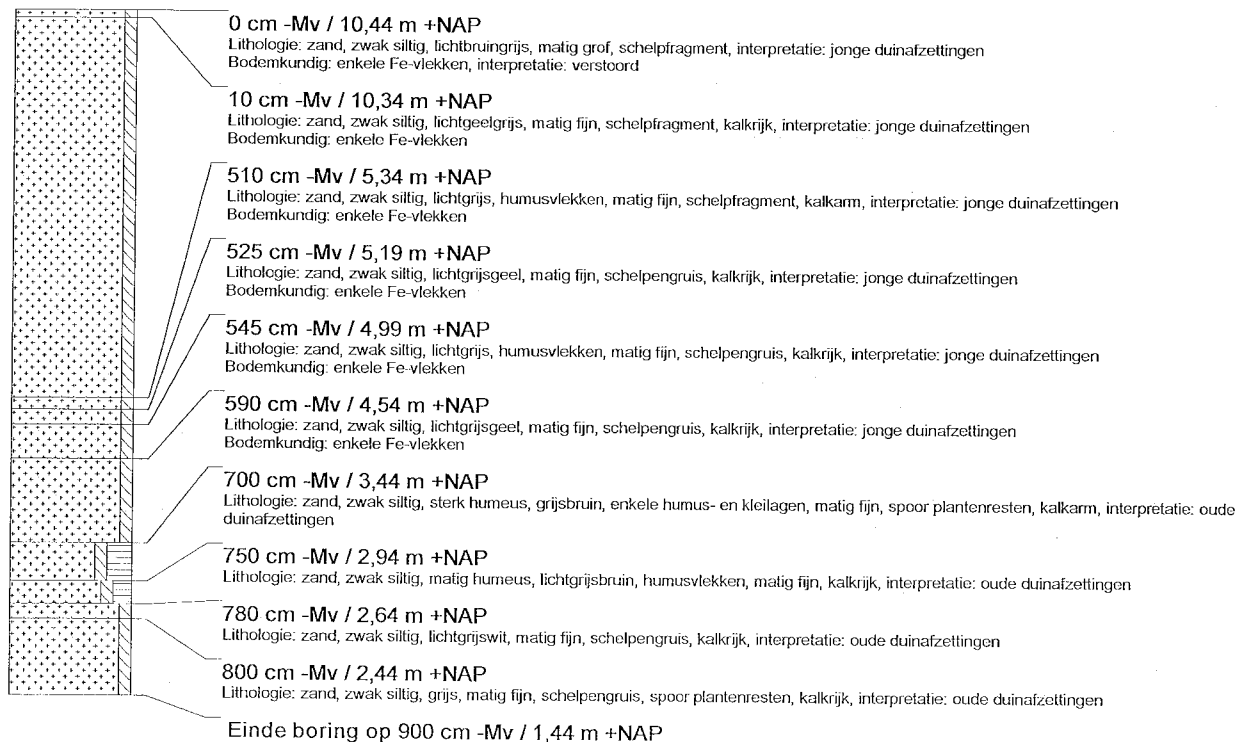 0 cm -Mv / 10,44 m +NAP
Lithologie: zand, zwak siltig, lichtbruingrijs, matig grof, schelpfragment, interpretatie: jonge duinafzettingen
Bodemkundig: enkele Fe-vlekken, interpretatie: verstoord
10 cm -Mv / 10,34 m +NAP
Lithologie: zand, zwak siltig, lichtgeelgrijs, matig fijn, schelpfragment, kalkrijk, interpretatie: jonge duinafzettingen
Bodemkundig: enkele Fe-vlekken
510 cm -Mv / 5,34 m +NAP
Lithologie: zand, zwak siltig, lichtgrijs, humusvlekken, matig fijn, schelpfragment, kalkarm, interpretatie: jonge duinafzettingen
Bodemkundig: enkele Fe-vlekken
525 cm -Mv / 5,19 m +NAP
Lithologie: zand, zwak siltig, lichtgrijsgeel, matig fijn, schelpengruis, kalkrijk, interpretatie: jonge duinafzettingen
Bodemkundig: enkele Fe-vlekken
545 cm -Mv / 4,99 m +NAP
Lithologie: zand, zwak siltig, lichtgrijs, humusvlekken, matig fijn, schelpengruis, kalkrijk, interpretatie: jonge duinafzettingen
Bodemkundig: enkele Fe-vlekken
590 cm -Mv / 4,54 m +NAP
Lithologie: zand, zwak siltig, lichtgrijsgeel, matig fijn, schelpengruis, kalkrijk, interpretatie: jonge duinafzettingen
Bodemkundig: enkele Fe-vlekken
700 cm -Mv / 3,44 m +NAP
Lithologie: zand, zwak siltig, sterk humeus, grijsbruin, enkele humus- en kleilagen, matig fijn, spoor plantenresten, kalkarm, interpretatie: oude
duinafzettingen
750 cm -Mv / 2,94 m +NAP
Lithologie: zand, zwak siltig, matig humeus, lichtgrijsbruin, humusvlekken, matig fijn, kalkrijk, interpretatie: oude duinafzettingen
780 cm -Mv / 2,64 m +NAP
Lithologie: zand, zwak siltig, lichtgrijswit, matig fijn, schelpengruis, kalkrijk, interpretatie: oude duinafzettingen
800 cm -Mv / 2,44 m +NAP
Lithologie: zand, zwak siltig, grijs, matig fijn, schelpengruis, spoor plantenresten, kalkrijk, interpretatie: oude duinafzettingen
Einde boring op 900 cm -Mv / 1,44 m +NAP